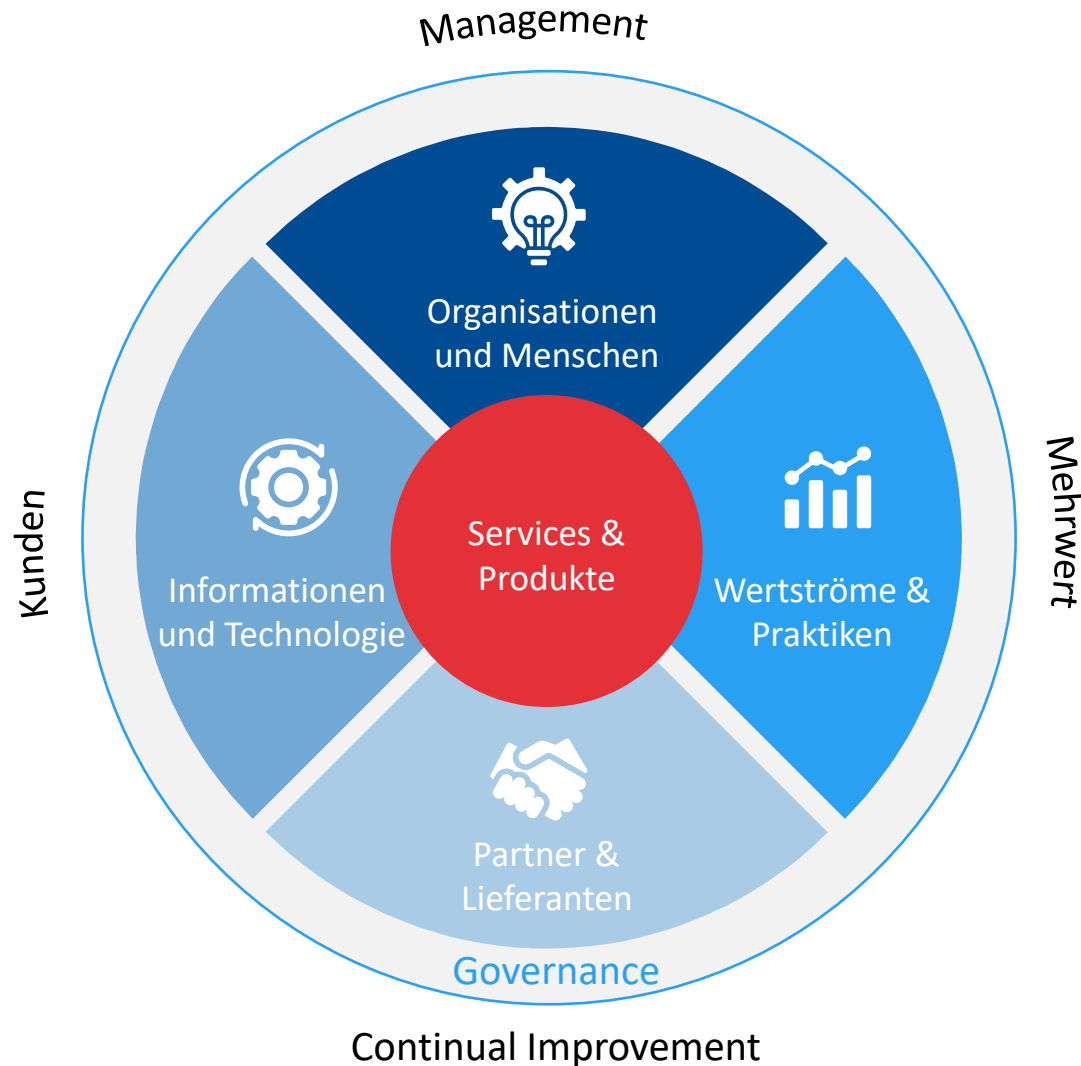 Management
Organisationen
und Menschen
Kunden
Informationen
und Technologie
Services &
Produkte
Wertströme &
Praktiken
Mehrwert
Partner &
Lieferanten
Governance
Continual Improvement